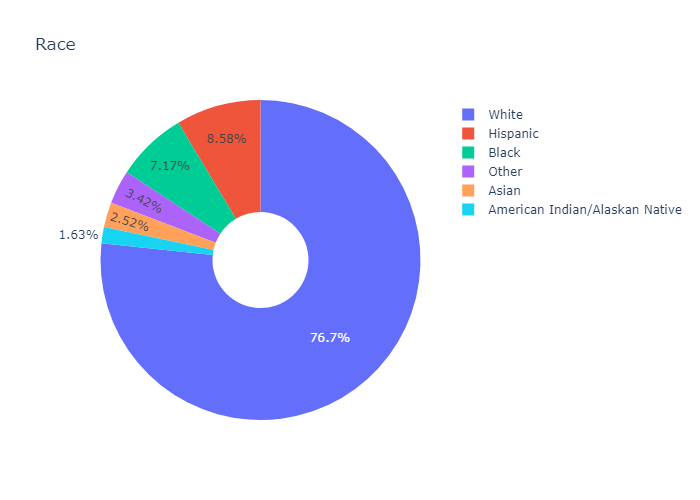 Race
White
Hispanic
Black
Other
Asian
American Indian/Alaskan Native
8.58%
7.17%
3.42%
2.52%
1.63%
76.7%